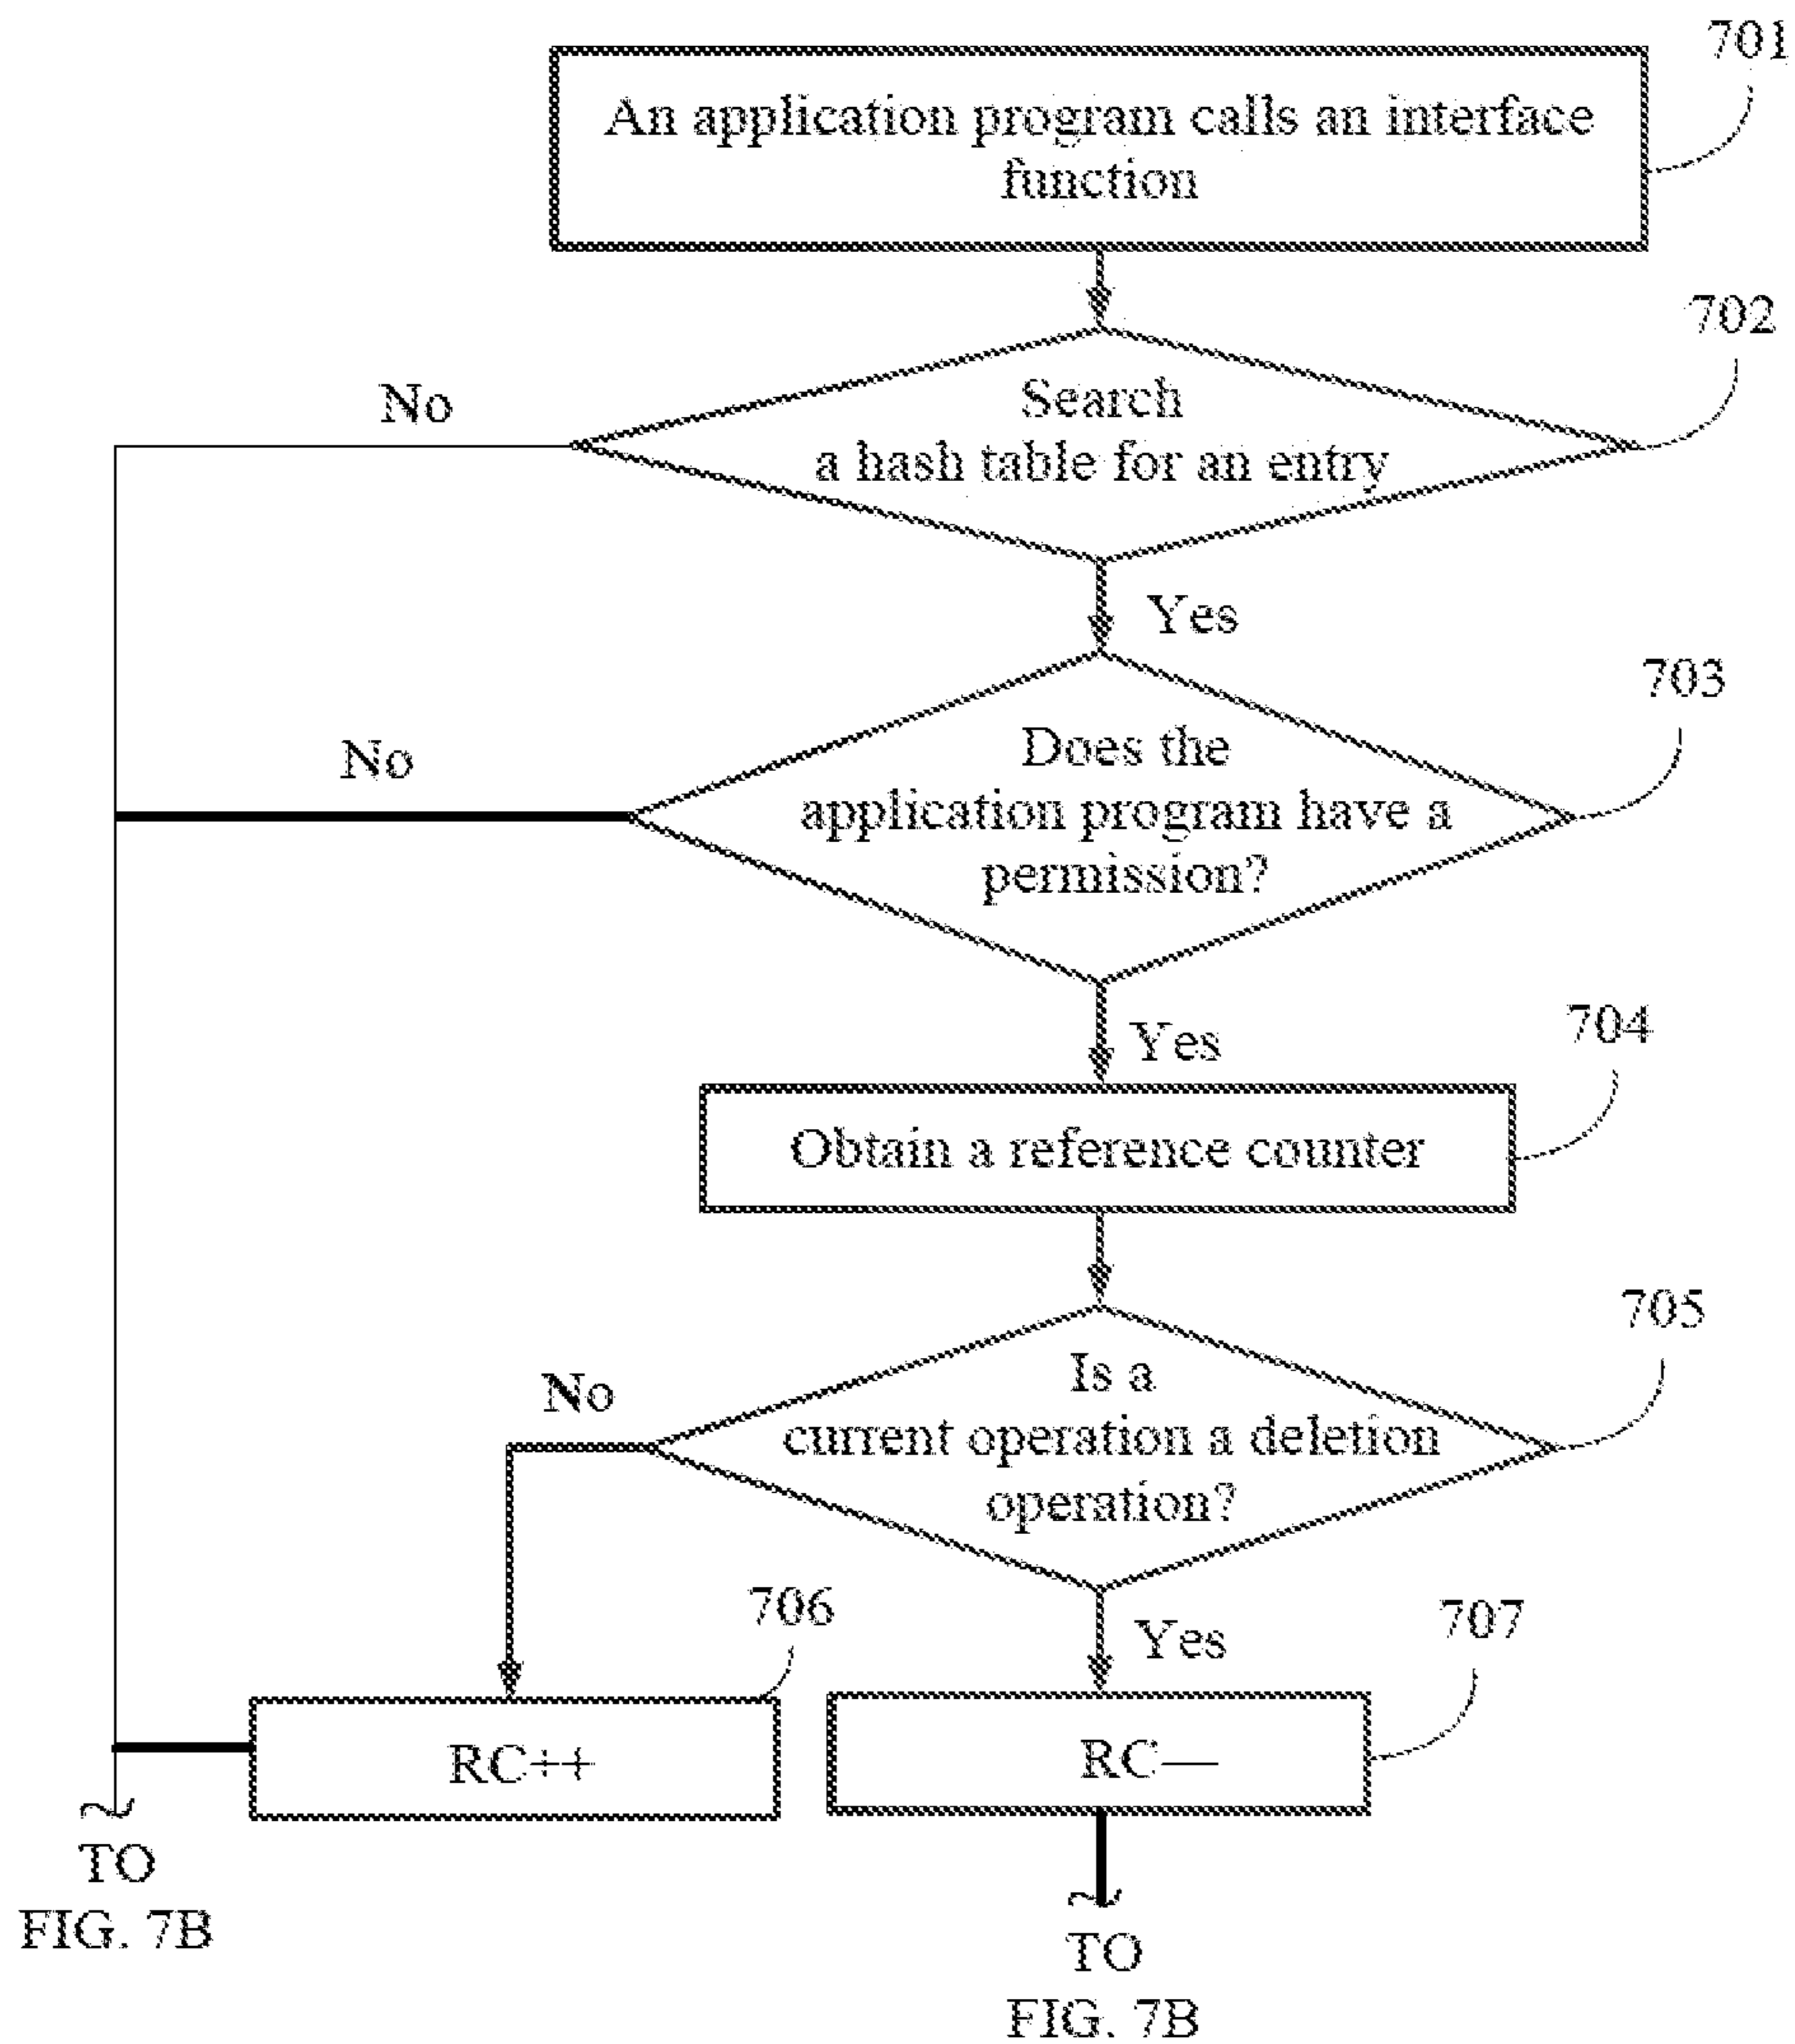 701
An application program calls an interface
function
702
No
Search
a hash table for an entry
Yes
703
No
Does the
application program have a
permission?
Yes
704
Obtain a reference counter
705
No
Is a
current operation a deletion
operation?
706
Yes
707
RC++
RC—
TO
FIG. 7B
TO
FIG. 7B